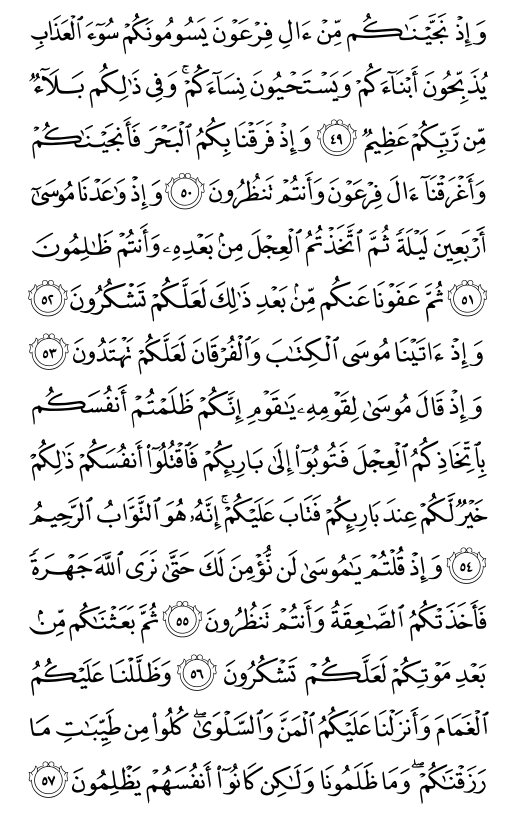 وَإِذْ نَجَّيْنَـٰكُم مِّنْ ءَالِ فِرْعَوْنَ يَسُومُونَكُمْ سُوٓءَ ٱلْعَذَابِ
يُذَبِّحُونَ أَبْنَآءَكُمْ وَيَسْتَحْيُونَ نِسَآءَكُمْ ۚ وَفِى ذَٰلِكُم بَلَآءٌ
مِّن رَّبِّكُمْ عَظِيمٌ ٤٩ وَإِذْ فَرَقْنَا بِكُمُ ٱلْبَحْرَ فَأَنجَيْنَـٰكُمْ
وَأَغْرَقْنَآ ءَالَ فِرْعَوْنَ وَأَنتُمْ تَنظُرُونَ ٥٠ وَإِذْ وَٰعَدْنَا مُوسَىٰٓ
أَرْبَعِينَ لَيْلَةً ثُمَّ ٱتَّخَذْتُمُ ٱلْعِجْلَ مِنۢ بَعْدِهِۦ وَأَنتُمْ ظَـٰلِمُونَ
٥١ ثُمَّ عَفَوْنَا عَنكُم مِّنۢ بَعْدِ ذَٰلِكَ لَعَلَّكُمْ تَشْكُرُونَ ٥٢
وَإِذْ ءَاتَيْنَا مُوسَى ٱلْكِتَـٰبَ وَٱلْفُرْقَانَ لَعَلَّكُمْ تَهْتَدُونَ ٥٣
وَإِذْ قَالَ مُوسَىٰ لِقَوْمِهِۦ يَـٰقَوْمِ إِنَّكُمْ ظَلَمْتُمْ أَنفُسَكُم
بِٱتِّخَاذِكُمُ ٱلْعِجْلَ فَتُوبُوٓا۟ إِلَىٰ بَارِئِكُمْ فَٱقْتُلُوٓا۟ أَنفُسَكُمْ ذَٰلِكُمْ
خَيْرٌ لَّكُمْ عِندَ بَارِئِكُمْ فَتَابَ عَلَيْكُمْ ۚ إِنَّهُۥ هُوَ ٱلتَّوَّابُ ٱلرَّحِيمُ
٥٤ وَإِذْ قُلْتُمْ يَـٰمُوسَىٰ لَن نُّؤْمِنَ لَكَ حَتَّىٰ نَرَى ٱللَّهَ جَهْرَةً
فَأَخَذَتْكُمُ ٱلصَّـٰعِقَةُ وَأَنتُمْ تَنظُرُونَ ٥٥ ثُمَّ بَعَثْنَـٰكُم مِّنۢ
بَعْدِ مَوْتِكُمْ لَعَلَّكُمْ تَشْكُرُونَ ٥٦ وَظَلَّلْنَا عَلَيْكُمُ
ٱلْغَمَامَ وَأَنزَلْنَا عَلَيْكُمُ ٱلْمَنَّ وَٱلسَّلْوَىٰ ۖ كُلُوا۟ مِن طَيِّبَـٰتِ مَا
رَزَقْنَـٰكُمْ ۖ وَمَا ظَلَمُونَا وَلَـٰكِن كَانُوٓا۟ أَنفُسَهُمْ يَظْلِمُونَ ٥٧